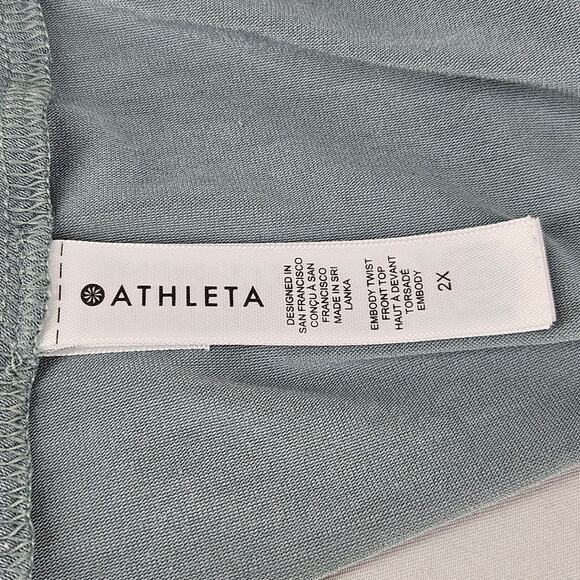 ATHLETA
DESIGNED IN
SAN FRANCISCO
CONÇU À SAN
FRANCISCO
MADE IN SRI
LANKA
EMBODY TWIST
FRONT TOP
HAUT À DEVANT
TORSADÉ
EMBODY
2X